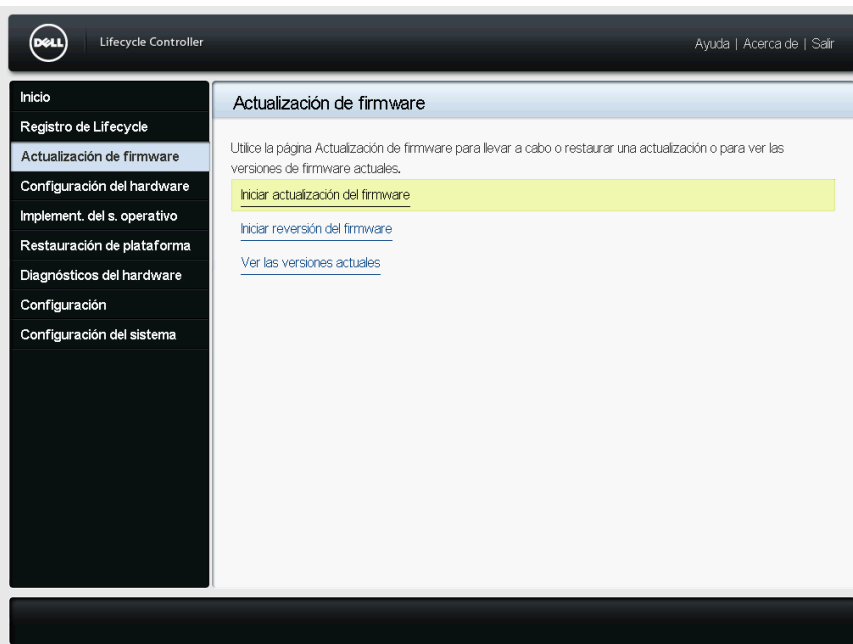 DELL
Lifecycle Controller
Ayuda | Acerca de | Salir
Inicio
Registro de Lifecycle
Actualización de firmware
Configuración del hardware
Implement. del s. operativo
Restauración de plataforma
Diagnósticos del hardware
Configuración
Configuración del sistema
Actualización de firmware
Utilice la página Actualización de firmware para llevar a cabo o restaurar una actualización o para ver las
versiones de firmware actuales.
Iniciar actualización del firmware
Iniciar reversión del firmware
Ver las versiones actuales